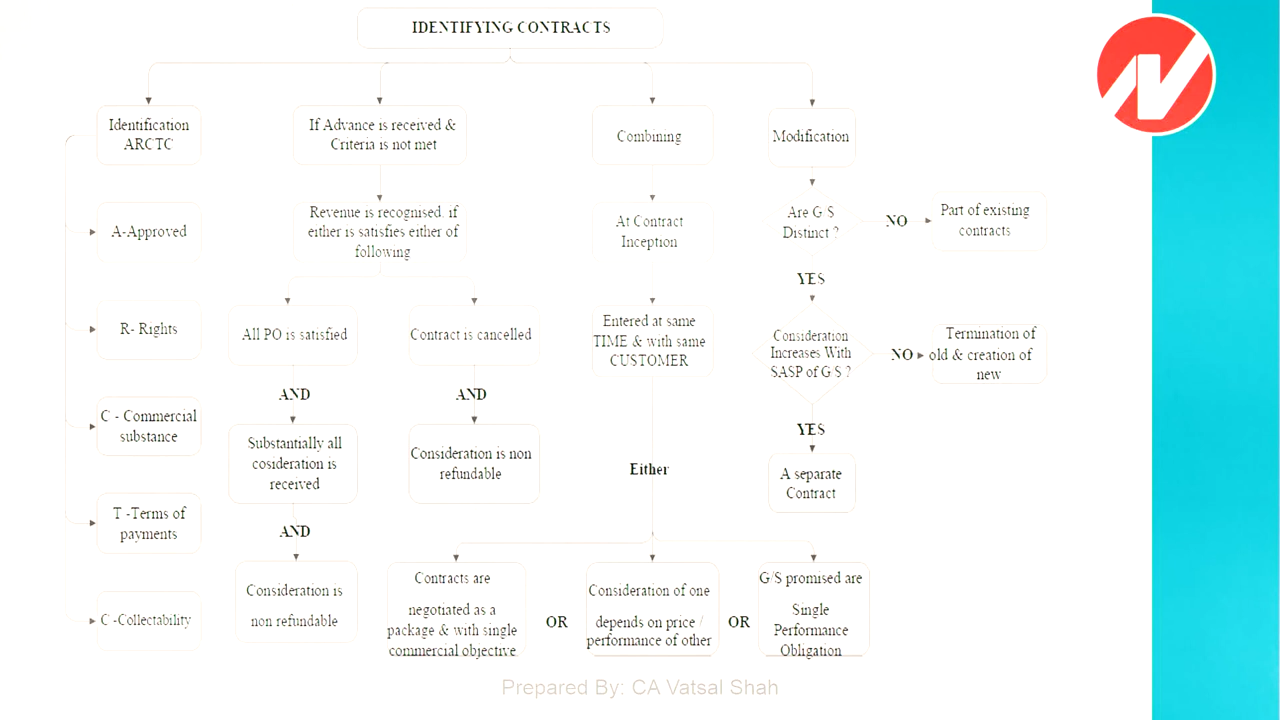 IDENTIFYING CONTRACTS
Identification
ARCTC
A-Approved
R- Rights
C - Commercial
substance
T -Terms of
payments
C -Collectability
If Advance is received &
Criteria is not met
Revenue is recognised, if
either is satisfies either of
following
All PO is satisfied
AND
Substantially all
cosideration is
received
AND
Consideration is
non refundable
Contract is cancelled
AND
Consideration is non
refundable
Combining
At Contract
Inception
Entered at same
TIME & with same
CUSTOMER
Either
Contracts are
negotiated as a
package & with single
commercial objective
OR
Consideration of one
depends on price /
performance of other
OR
G/S promised are
Single
Performance
Obligation
Modification
Are G/S
Distinct ?
NO
Part of existing
contracts
YES
Consideration
Increases With
SASP of G/S ?
NO
Termination of
old & creation of
new
YES
A separate
Contract
Prepared By: CA Vatsal Shah